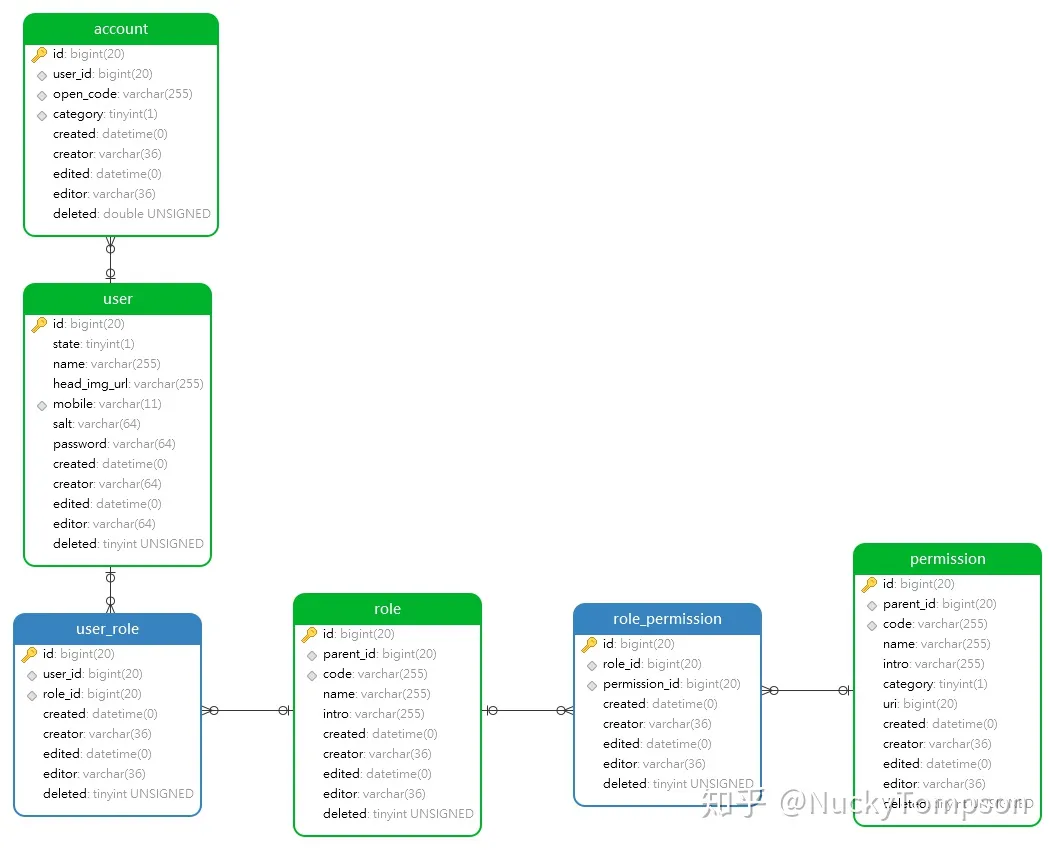 account
id: bigint(20)
user_id: bigint(20)
open_code: varchar(255)
category: tinyint(1)
created: datetime(0)
creator: varchar(36)
edited: datetime(0)
editor: varchar(36)
deleted: double UNSIGNED
user
id: bigint(20)
state: tinyint(1)
name: varchar(255)
head_img_url: varchar(255)
mobile: varchar(11)
salt: varchar(64)
password: varchar(64)
created: datetime(0)
creator: varchar(64)
edited: datetime(0)
editor: varchar(64)
deleted: tinyint UNSIGNED
user_role
id: bigint(20)
user_id: bigint(20)
role_id: bigint(20)
created: datetime(0)
creator: varchar(36)
edited: datetime(0)
editor: varchar(36)
deleted: tinyint UNSIGNED
role
id: bigint(20)
parent_id: bigint(20)
code: varchar(255)
name: varchar(255)
intro: varchar(255)
created: datetime(0)
creator: varchar(36)
edited: datetime(0)
editor: varchar(36)
deleted: tinyint UNSIGNED
role_permission
id: bigint(20)
role_id: bigint(20)
permission_id: bigint(20)
created: datetime(0)
creator: varchar(36)
edited: datetime(0)
editor: varchar(36)
deleted: tinyint UNSIGNED
permission
id: bigint(20)
parent_id: bigint(20)
code: varchar(255)
name: varchar(255)
intro: varchar(255)
category: tinyint(1)
uri: bigint(20)
created: datetime(0)
creator: varchar(36)
edited: datetime(0)
editor: varchar(36)
deleted: tinyint UNSIGNED
知乎 @NuckyTompson